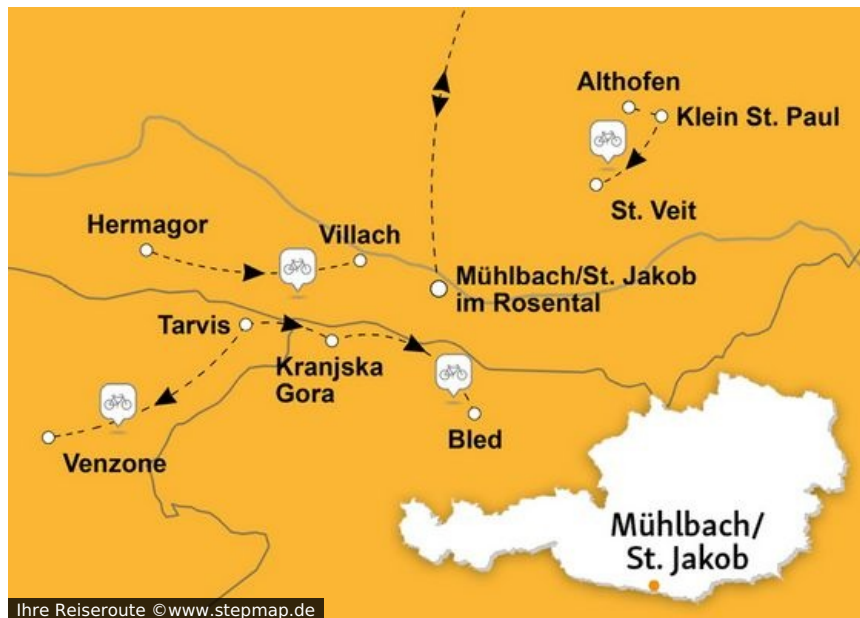 Althofen
Klein St. Paul
St. Veit
Hermagor
Villach
Mühlbach/St. Jakob
im Rosental
Tarvis
Kranjska
Gora
Bled
Venzone
Mühlbach/
St. Jakob
Ihre Reiseroute ©www.stepmap.de